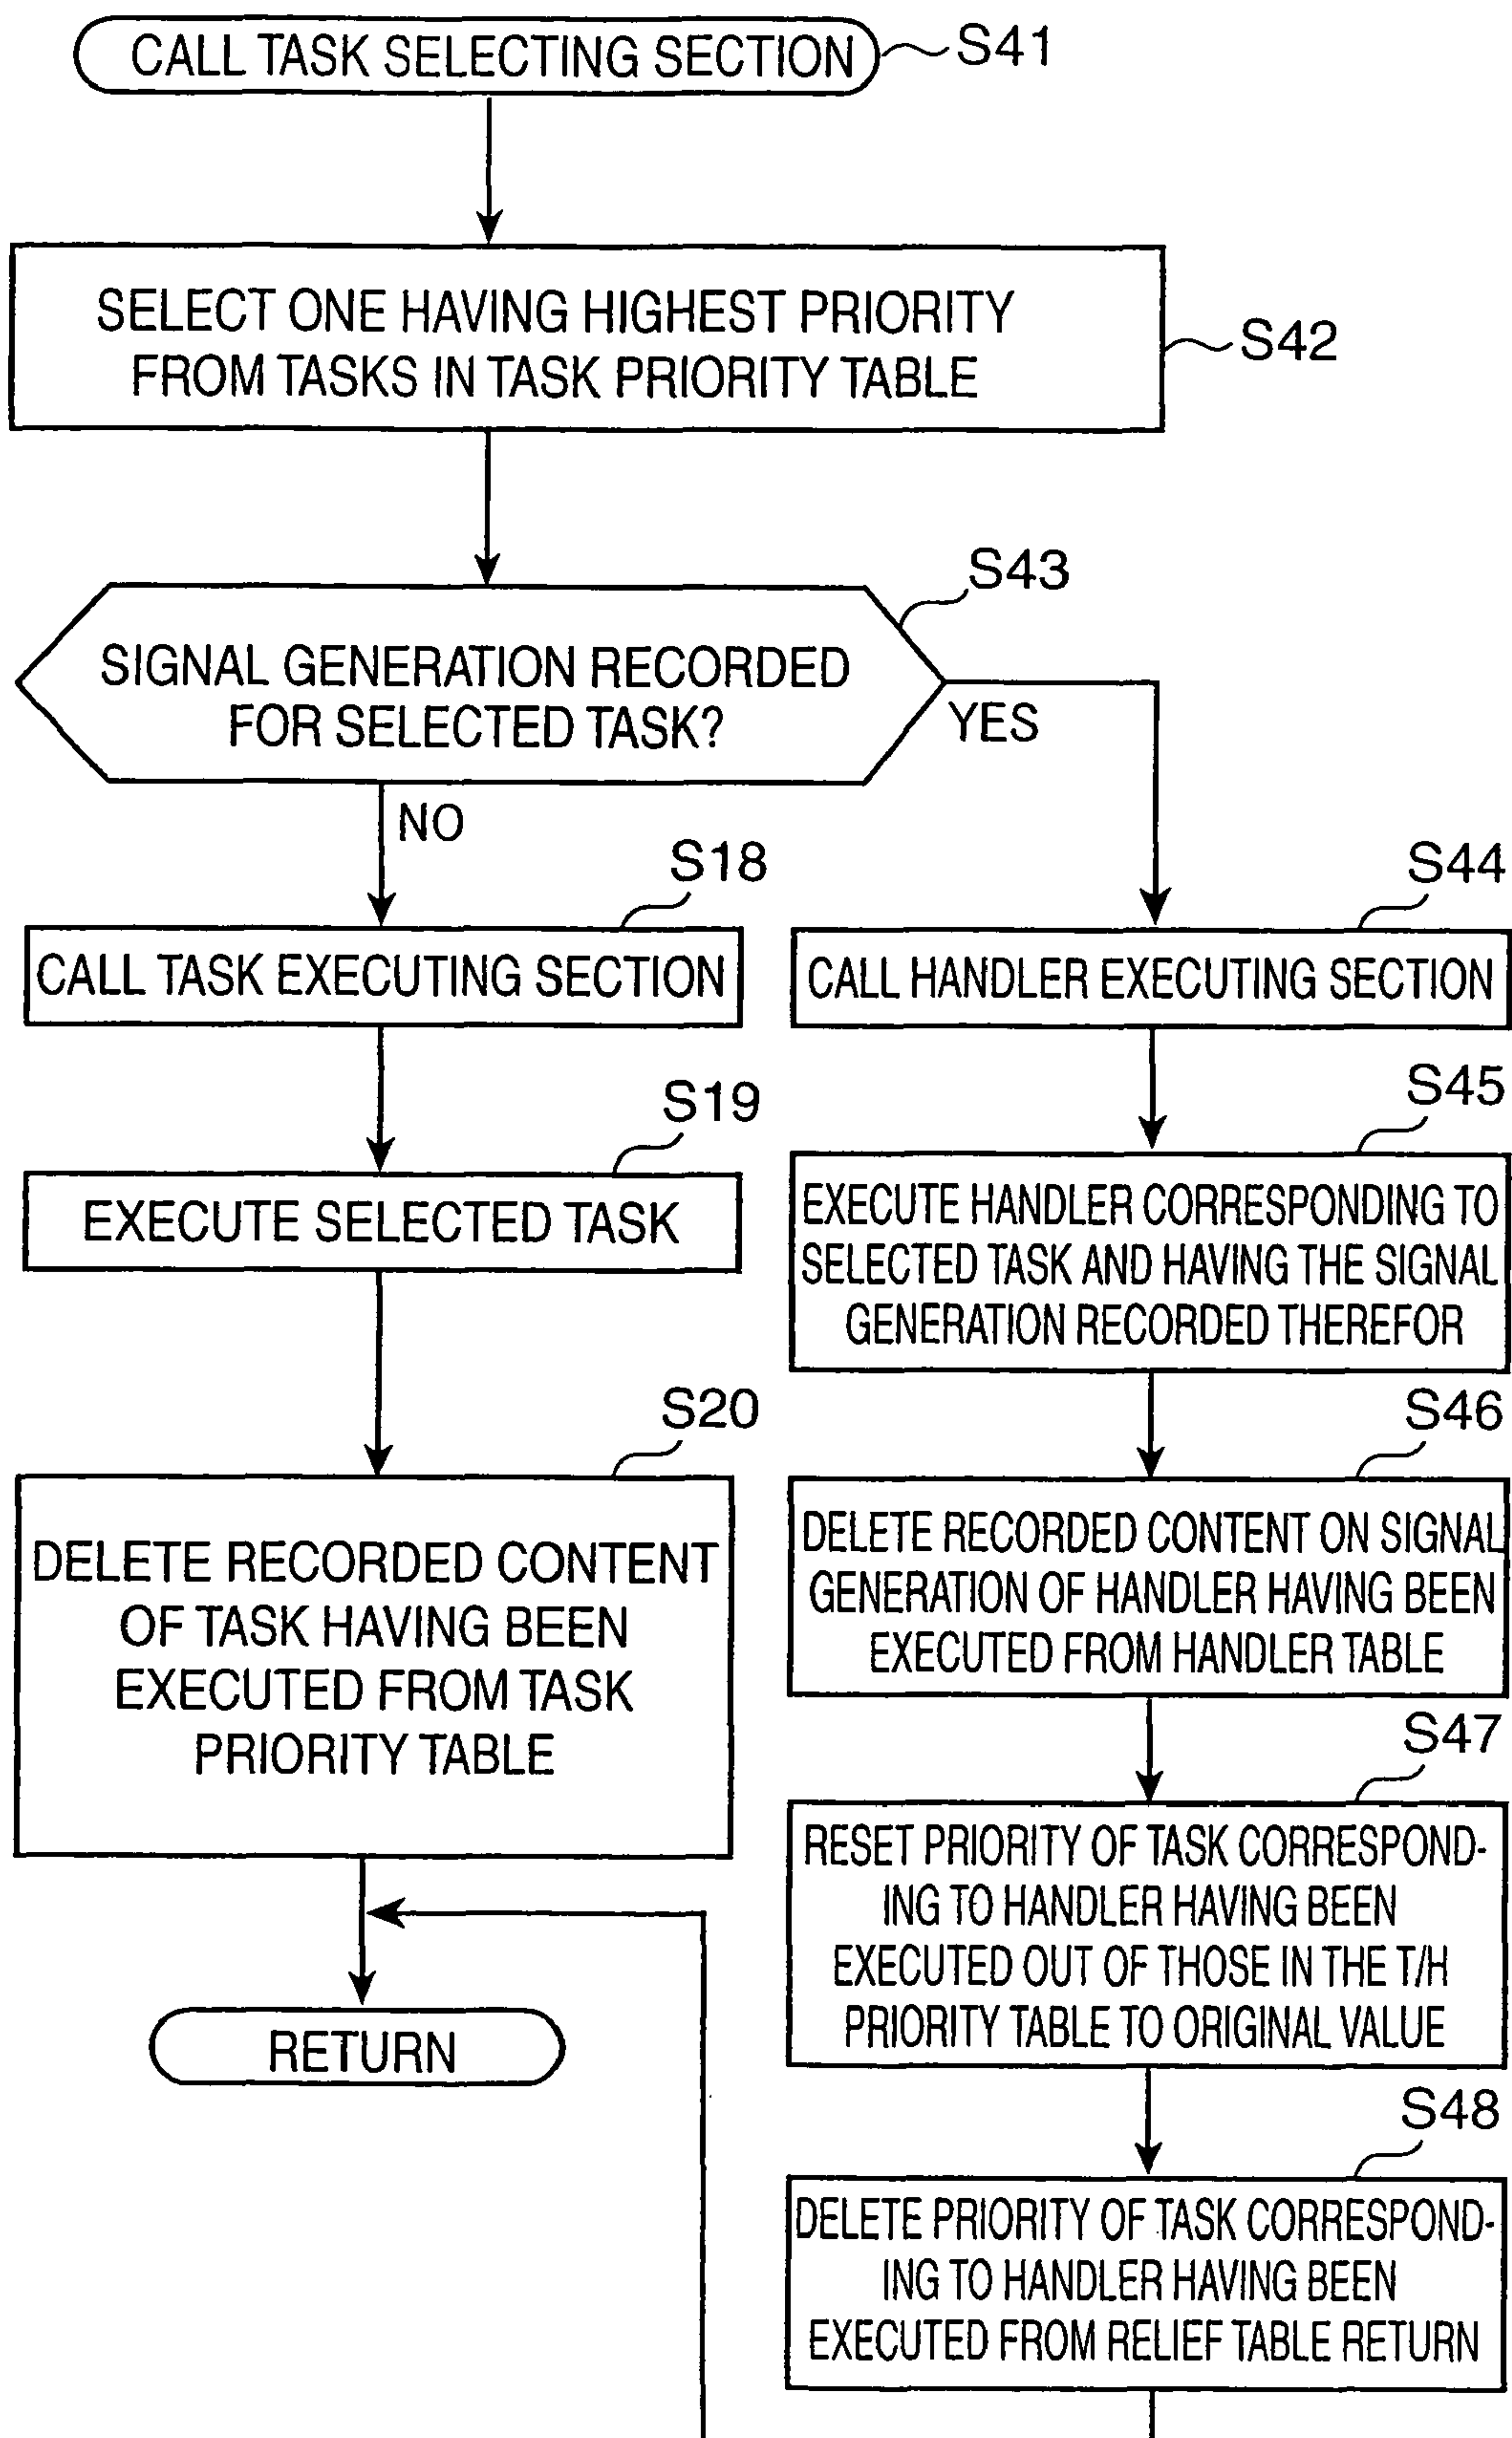 CALL TASK SELECTING SECTION
S41
SELECT ONE HAVING HIGHEST PRIORITY
FROM TASKS IN TASK PRIORITY TABLE
S42
S43
SIGNAL GENERATION RECORDED
FOR SELECTED TASK?
YES
NO
S18
CALL TASK EXECUTING SECTION
S19
EXECUTE SELECTED TASK
S20
DELETE RECORDED CONTENT
OF TASK HAVING BEEN
EXECUTED FROM TASK
PRIORITY TABLE
RETURN
S44
CALL HANDLER EXECUTING SECTION
S45
EXECUTE HANDLER CORRESPONDING TO
SELECTED TASK AND HAVING THE SIGNAL
GENERATION RECORDED THEREFOR
S46
DELETE RECORDED CONTENT ON SIGNAL
GENERATION OF HANDLER HAVING BEEN
EXECUTED FROM HANDLER TABLE
S47
RESET PRIORITY OF TASK CORRESPOND-
ING TO HANDLER HAVING BEEN
EXECUTED OUT OF THOSE IN THE T/H
PRIORITY TABLE TO ORIGINAL VALUE
S48
DELETE PRIORITY OF TASK CORRESPOND-
ING TO HANDLER HAVING BEEN
EXECUTED FROM RELIEF TABLE RETURN